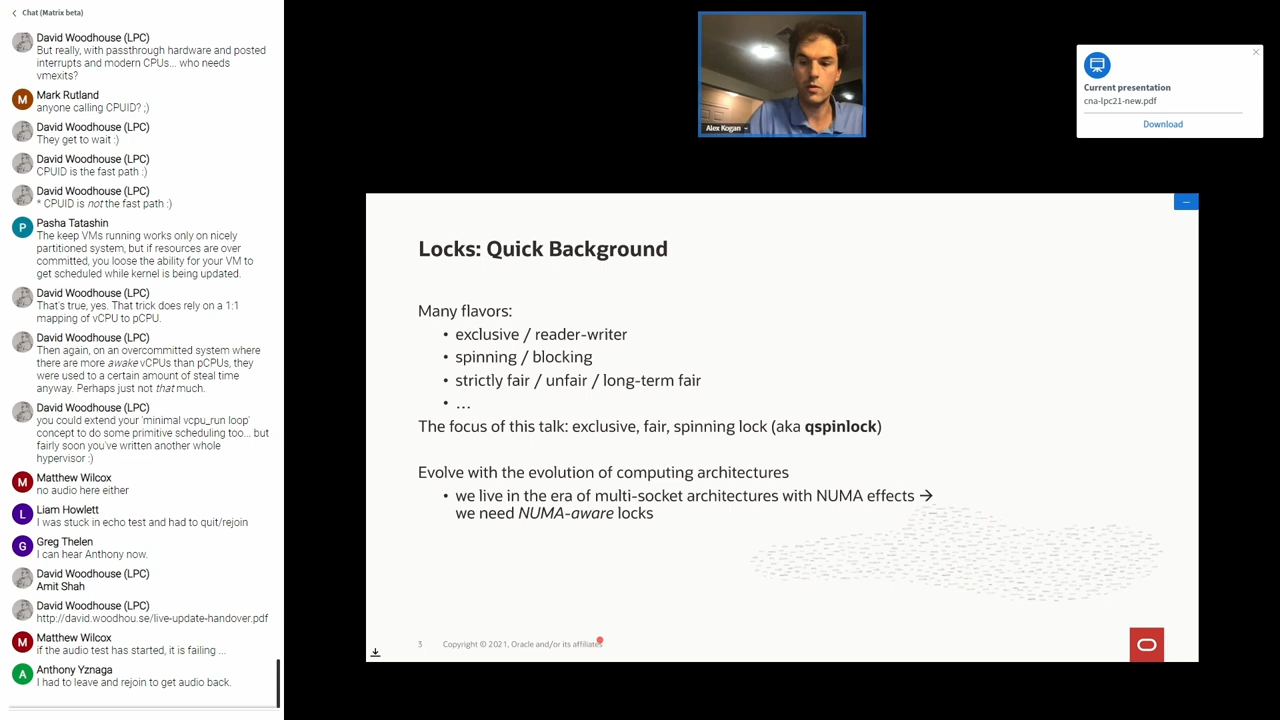 Chat (Matrix beta)
David Woodhouse (LPC)
But really, with passthrough hardware and posted
interrupts and modern CPUs... who needs
vmexits?
M
Mark Rutland
anyone calling CPUID? ;)
David Woodhouse (LPC)
They get to wait :)
David Woodhouse (LPC)
CPUID is the fast path :)
David Woodhouse (LPC)
* CPUID is not the fast path :)
P
Pasha Tatashin
The keep VMs running works only on nicely
partitioned system, but if resources are over
committed, you loose the ability for your VM to
get scheduled while kernel is being updated.
David Woodhouse (LPC)
That's true, yes. That trick does rely on a 1:1
mapping of vCPU to pCPU.
David Woodhouse (LPC)
Then again, on an overcommitted system where
there are more awake vCPUs than pCPUs, they
were used to a certain amount of steal time
anyway. Perhaps just not that much.
David Woodhouse (LPC)
you could extend your 'minimal vcpu_run loop'
concept to do some primitive scheduling too... but
fairly soon you've written another whole
hypervisor :)
M
Matthew Wilcox
no audio here either
L
Liam Howlett
I was stuck in echo test and had to quit/rejoin
G
Greg Thelen
I can hear Anthony now.
David Woodhouse (LPC)
Amit Shah
David Woodhouse (LPC)
http://david.woodhou.se/live-update-handover.pdf
M
Matthew Wilcox
if the audio test has started, it is failing ...
A
Anthony Yznaga
I had to leave and rejoin to get audio back.
Alex Kogan
Current presentation
cna-lpc21-new.pdf
Download
Locks: Quick Background
Many flavors:
• exclusive / reader-writer
• spinning / blocking
• strictly fair / unfair / long-term fair
• …
The focus of this talk: exclusive, fair, spinning lock (aka qspinlock)
Evolve with the evolution of computing architectures
• we live in the era of multi-socket architectures with NUMA effects →
we need NUMA-aware locks
3 Copyright © 2021, Oracle and/or its affiliates